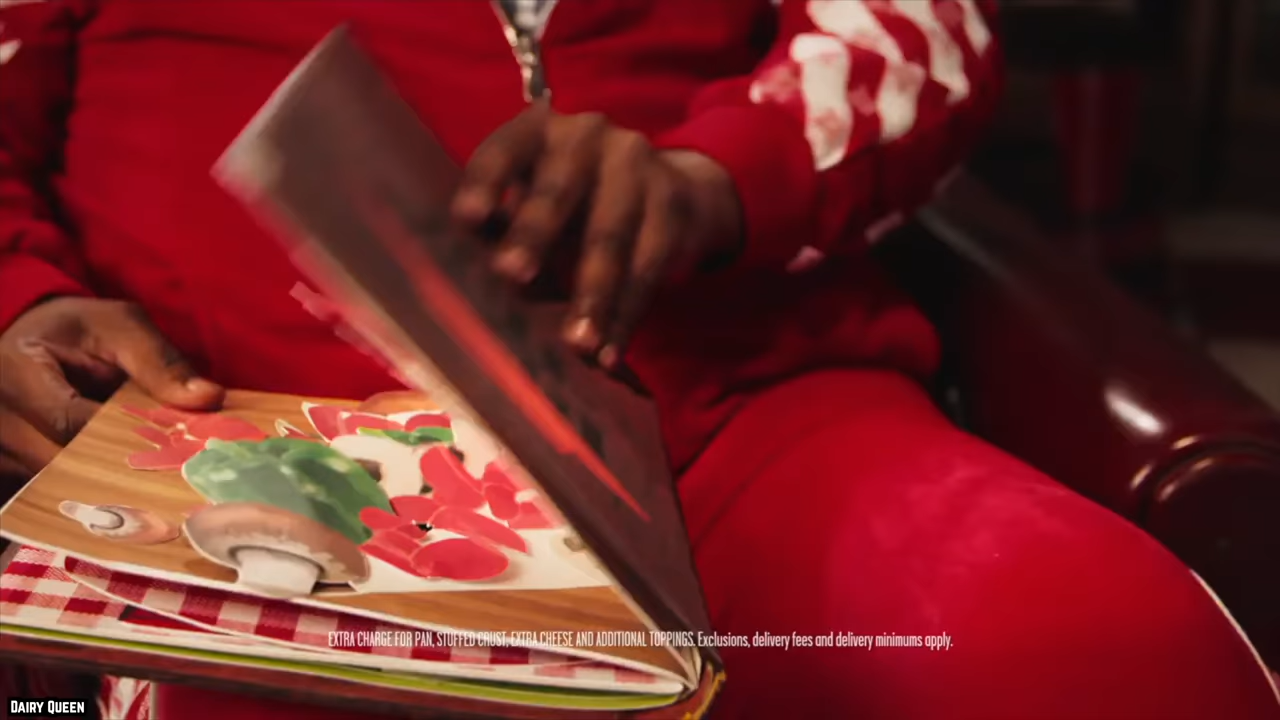 EXTRA CHARGE FOR PAN, STUFFED CRUST, EXTRA CHEESE AND ADDITIONAL TOPPINGS. Exclusions, delivery fees and delivery minimums apply.
DAIRY QUEEN